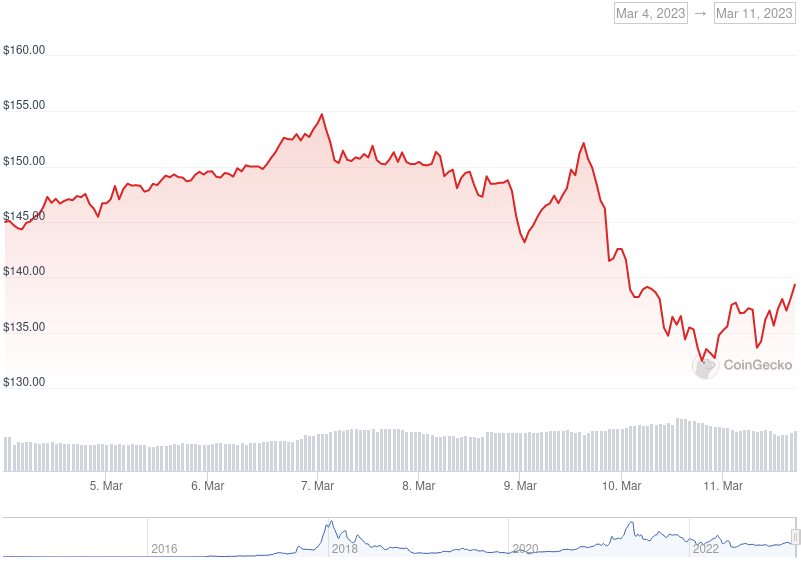 Mar 4, 2023 → Mar 11, 2023
$160.00
$155.00
$150.00
$145.00
$140.00
$135.00
$130.00
CoinGecko
5. Mar 6. Mar 7. Mar 8. Mar 9. Mar 10. Mar 11. Mar
2016 2018 2020 2022